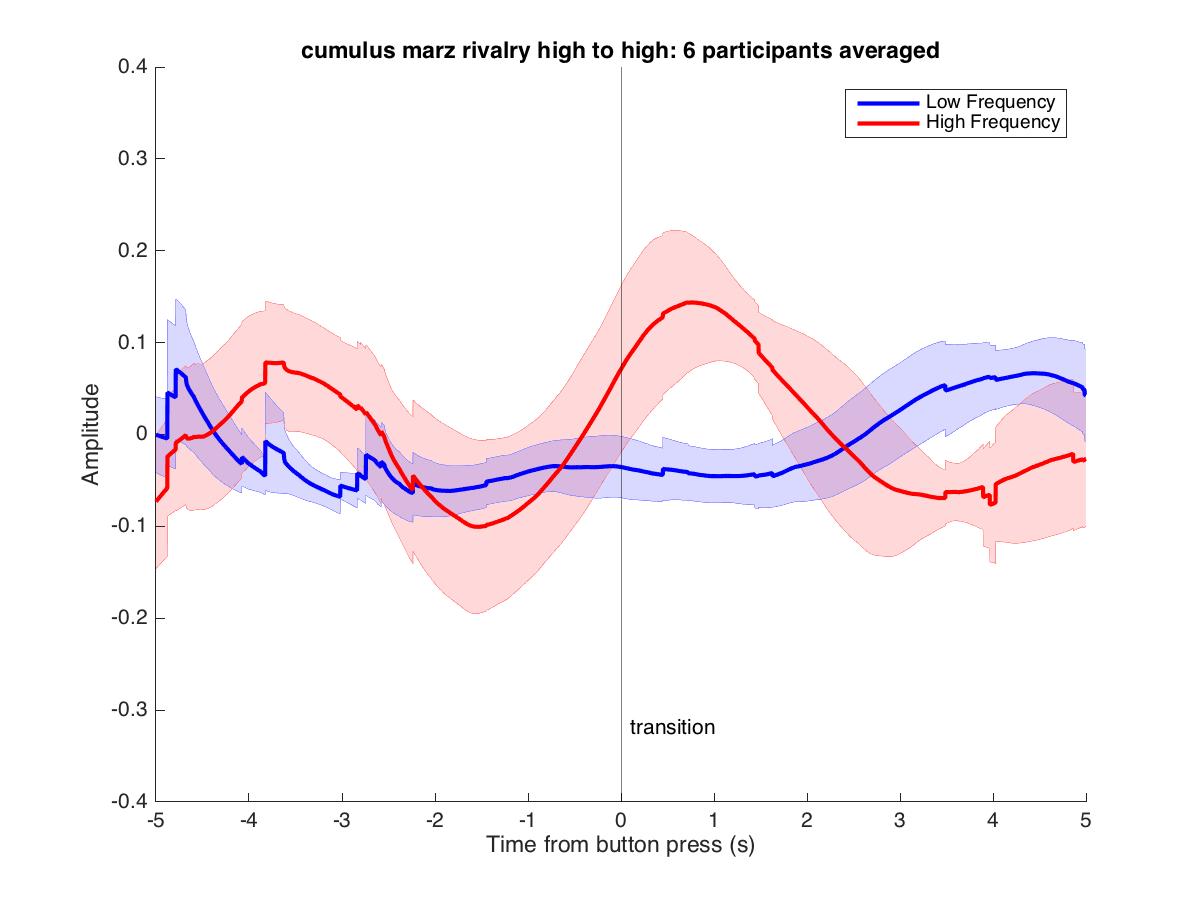 cumulus marz rivalry high to high: 6 participants averaged
0.4
0.3
0.2
0.1
0
-0.1
-0.2
-0.3
-0.4
Amplitude
Low Frequency
High Frequency
transition
-5 -4 -3 -2 -1 0 1 2 3 4 5
Time from button press (s)